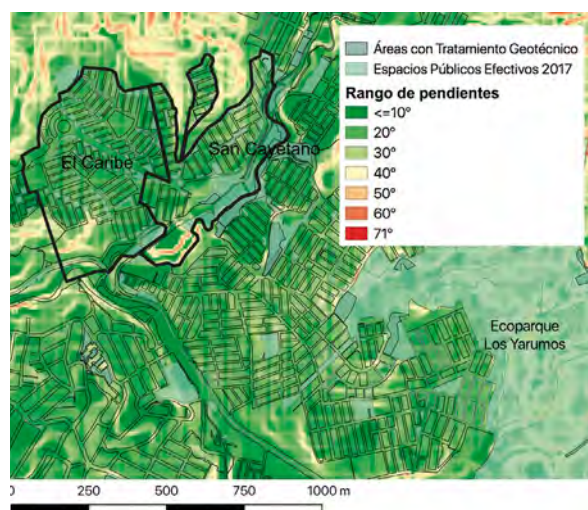 Áreas con Tratamiento Geotécnico
Espacios Públicos Efectivos 2017
Rango de pendientes
<=10°
20°
30°
40°
50°
60°
71°
El Caribe
San Cayetano
Ecoparque
Los Yarumos
0 250 500 750 1000 m